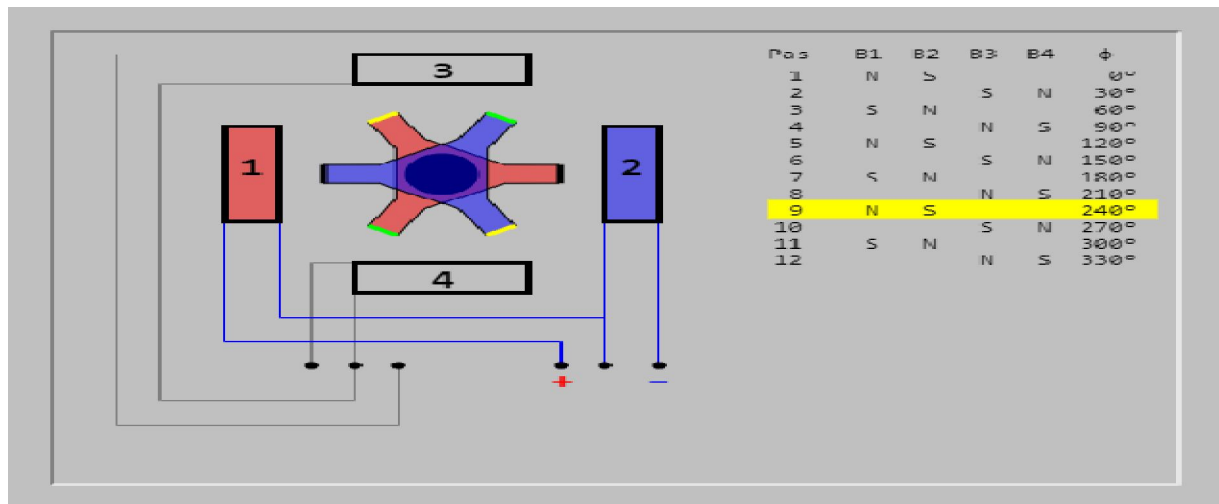 Pos B1 B2 B3 B4 ϕ
1 N S 0°
2 S N 30°
3 S N 60°
4 N S 90°
5 N S 120°
6 S N 150°
7 S N 180°
8 N S 210°
9 N S 240°
10 S N 270°
11 S N 300°
12 N S 330°
3
1
2
4
+ −